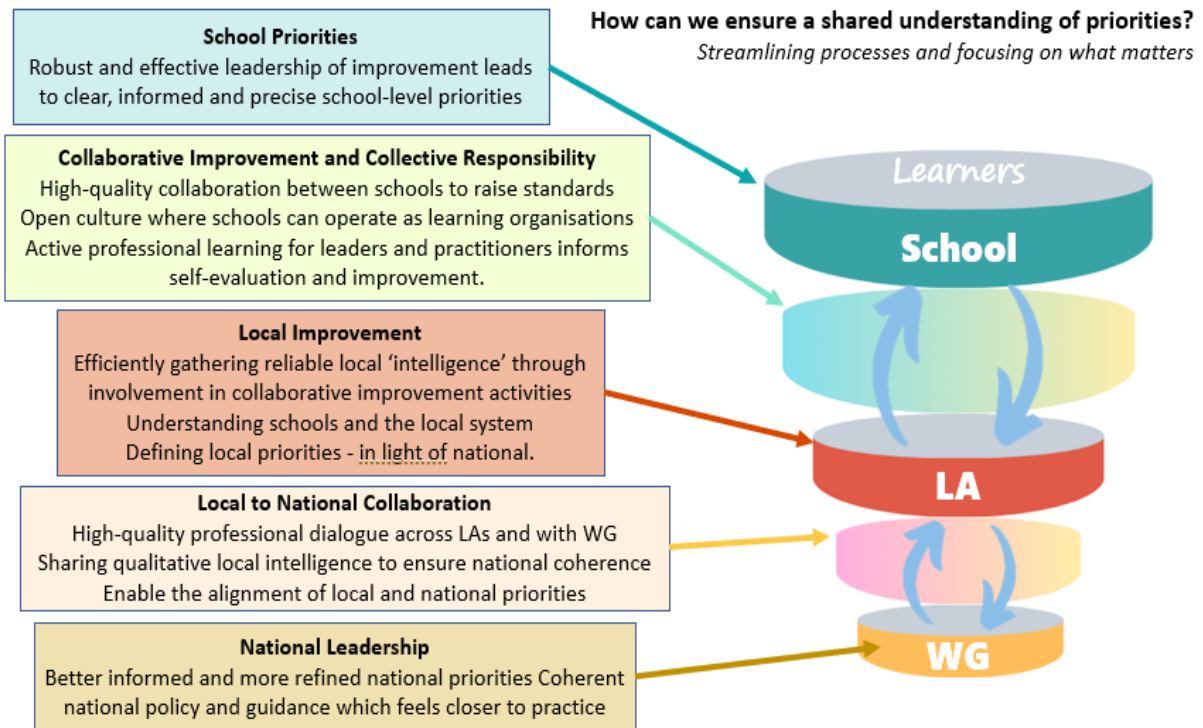 How can we ensure a shared understanding of priorities?
Streamlining processes and focusing on what matters
School Priorities
Robust and effective leadership of improvement leads
to clear, informed and precise school-level priorities
Collaborative Improvement and Collective Responsibility
High-quality collaboration between schools to raise standards
Open culture where schools can operate as learning organisations
Active professional learning for leaders and practitioners informs
self-evaluation and improvement.
Local Improvement
Efficiently gathering reliable local ‘intelligence’ through
involvement in collaborative improvement activities
Understanding schools and the local system
Defining local priorities - in light of national.
Local to National Collaboration
High-quality professional dialogue across LAs and with WG
Sharing qualitative local intelligence to ensure national coherence
Enable the alignment of local and national priorities
National Leadership
Better informed and more refined national priorities Coherent
national policy and guidance which feels closer to practice
Learners
School
LA
WG